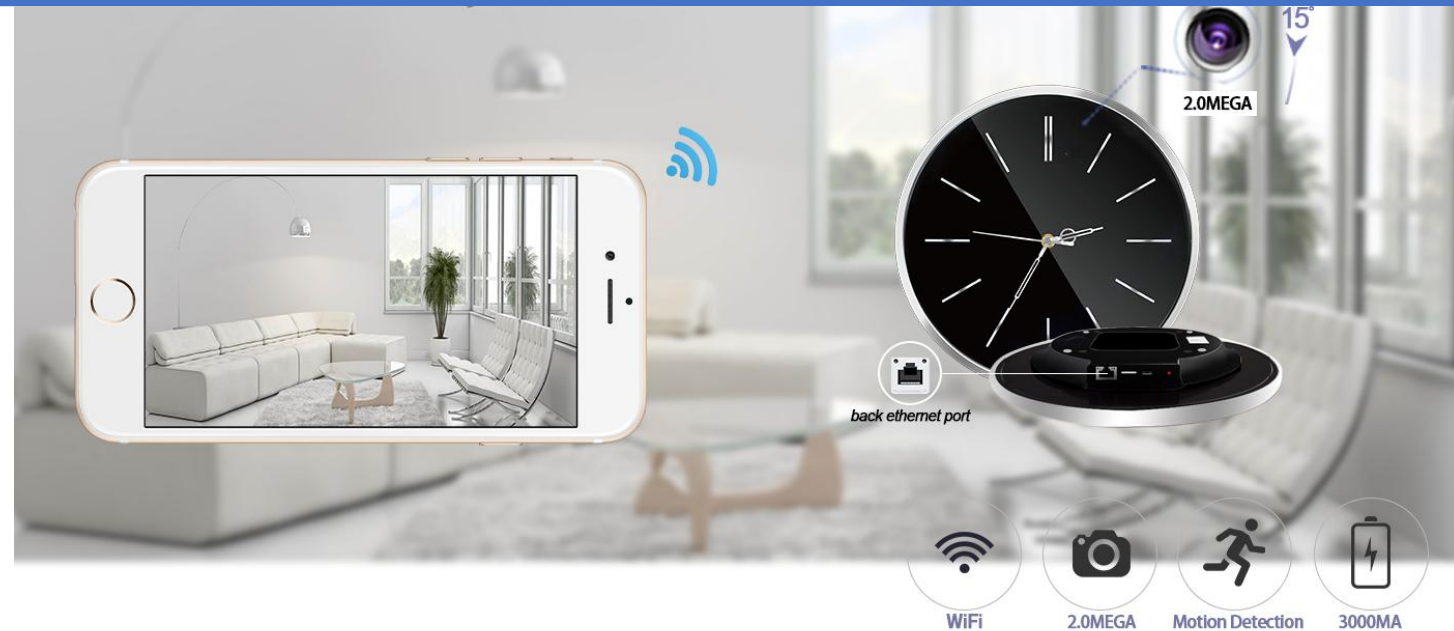 15°
2.0MEGA
back ethernet port
WiFi
2.0MEGA
Motion Detection
3000MA